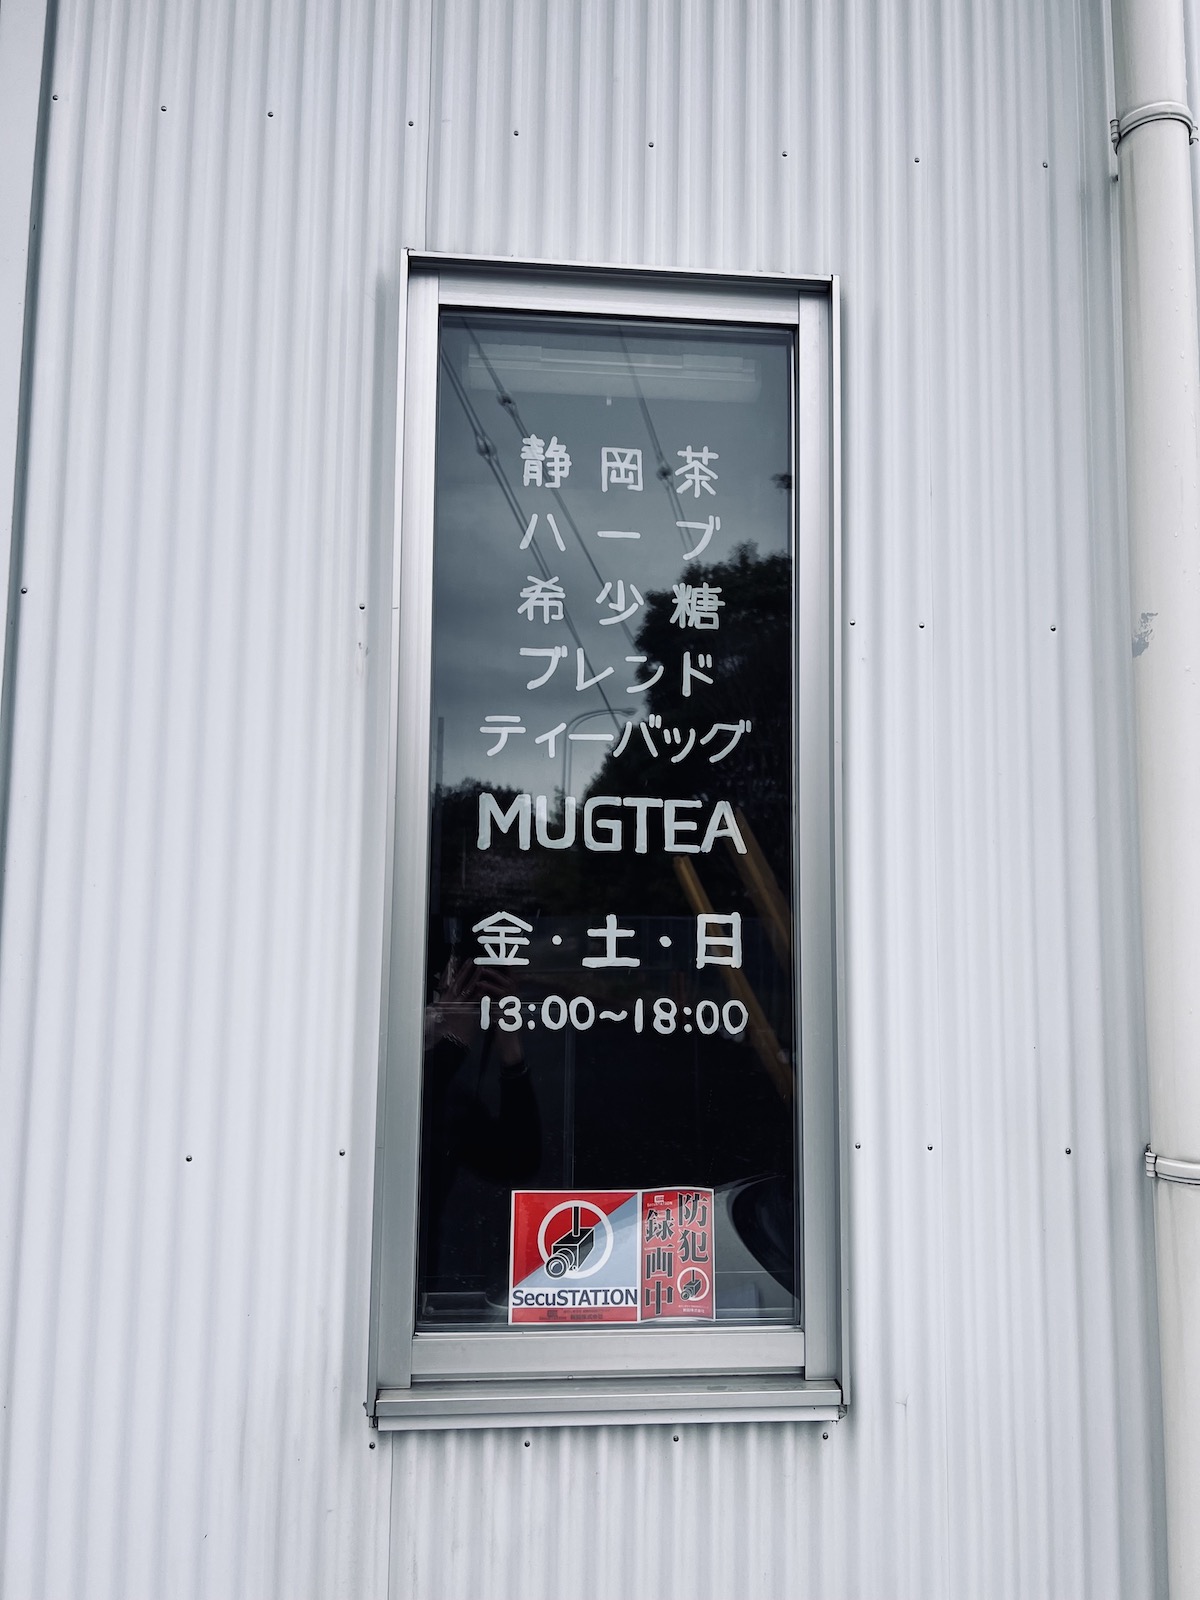 静岡茶
ハーブ
希少糖
ブレンド
ティーバッグ
MUGTEA
金・土・日
13:00~18:00
SecuSTATION
防犯
録画中